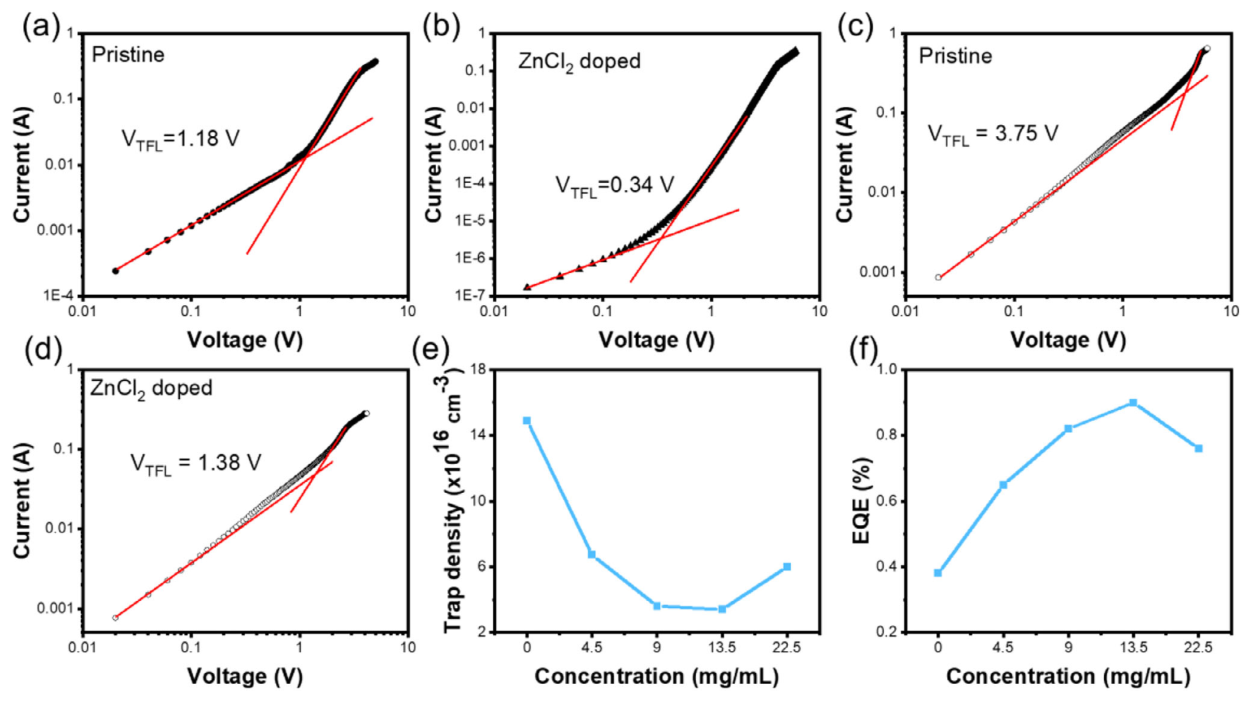 (a)
Pristine
V_TFL=1.18 V
1
0.1
0.01
0.001
1E-4
0.01
0.1
1
10
Current (A)
Voltage (V)
(b)
ZnCl₂ doped
V_TFL=0.34 V
1
0.1
0.01
0.001
1E-4
1E-5
1E-6
1E-7
0.01
0.1
1
10
Current (A)
Voltage (V)
(c)
Pristine
V_TFL = 3.75 V
1
0.1
0.01
0.001
0.01
0.1
1
10
Current (A)
Voltage (V)
(d)
ZnCl₂ doped
V_TFL = 1.38 V
1
0.1
0.01
0.001
0.01
0.1
1
10
Current (A)
Voltage (V)
(e)
18
14
10
6
2
0
4.5
9
13.5
22.5
Trap density (x10¹⁶ cm⁻³)
Concentration (mg/mL)
(f)
1.0
0.8
0.6
0.4
0.2
0
4.5
9
13.5
22.5
EQE (%)
Concentration (mg/mL)